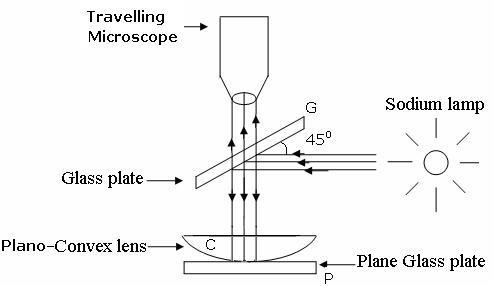 Travelling
Microscope
G
Sodium lamp
45⁰
Glass plate
Plano-Convex lens
C
Plane Glass plate
P